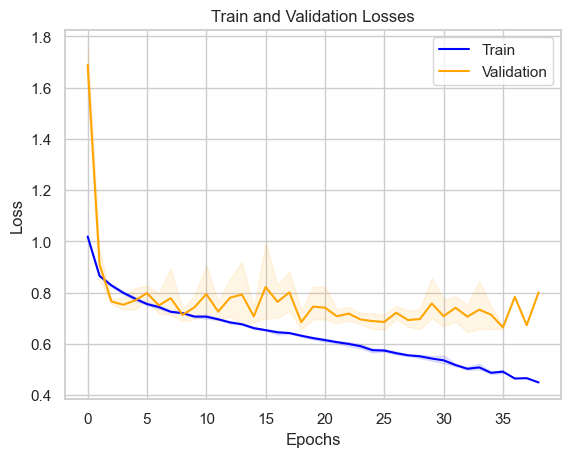 Train and Validation Losses
1.8
1.6
1.4
1.2
1.0
0.8
0.6
0.4
Loss
Train
Validation
0 5 10 15 20 25 30 35
Epochs